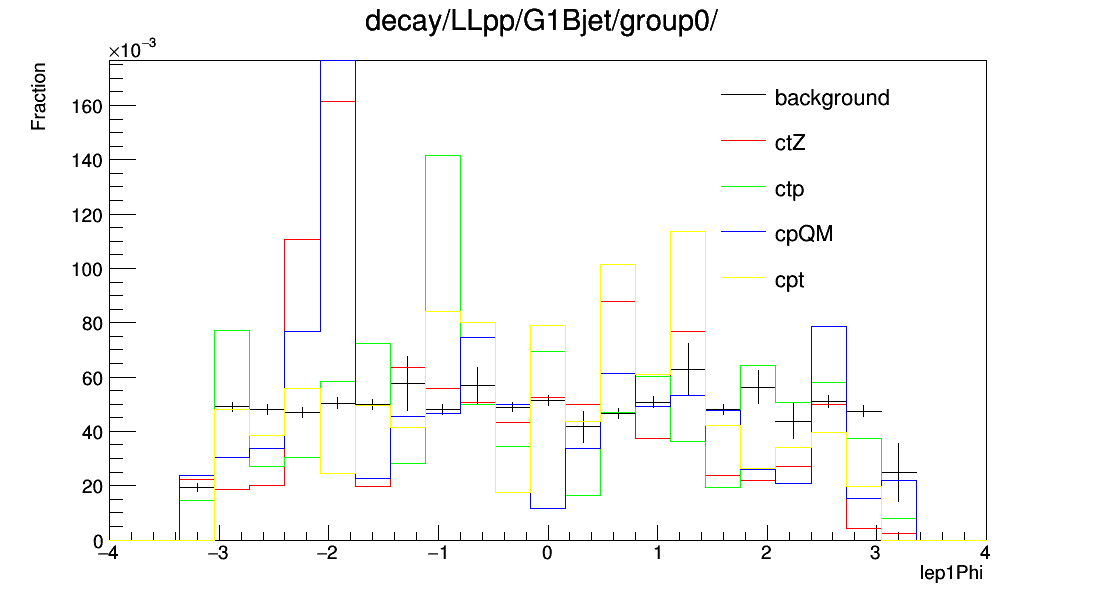 decay/LLpp/G1Bjet/group0/
×10⁻³
Fraction
160
140
120
100
80
60
40
20
0
background
ctZ
ctp
cpQM
cpt
−4 −3 −2 −1 0 1 2 3 4
lep1Phi